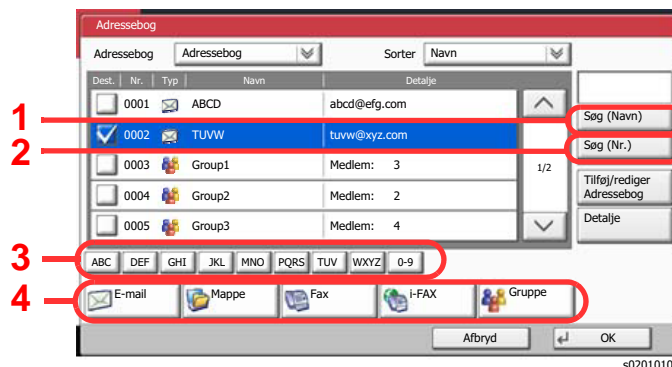 Adressebog
Adressebog Adressebog Sorter Navn
Dest. Nr. Typ Navn Detalje
0001 ABCD abcd@efg.com
1 Søg (Navn)
0002 TUVW tuvw@xyz.com
2 Søg (Nr.)
0003 Group1 Medlem: 3 1/2
Tilføj/rediger
Adressebog
0004 Group2 Medlem: 2
Detalje
0005 Group3 Medlem: 4
3 ABC DEF GHI JKL MNO PQRS TUV WXYZ 0-9
4 E-mail Mappe Fax i-FAX Gruppe
Afbryd OK
s0201010